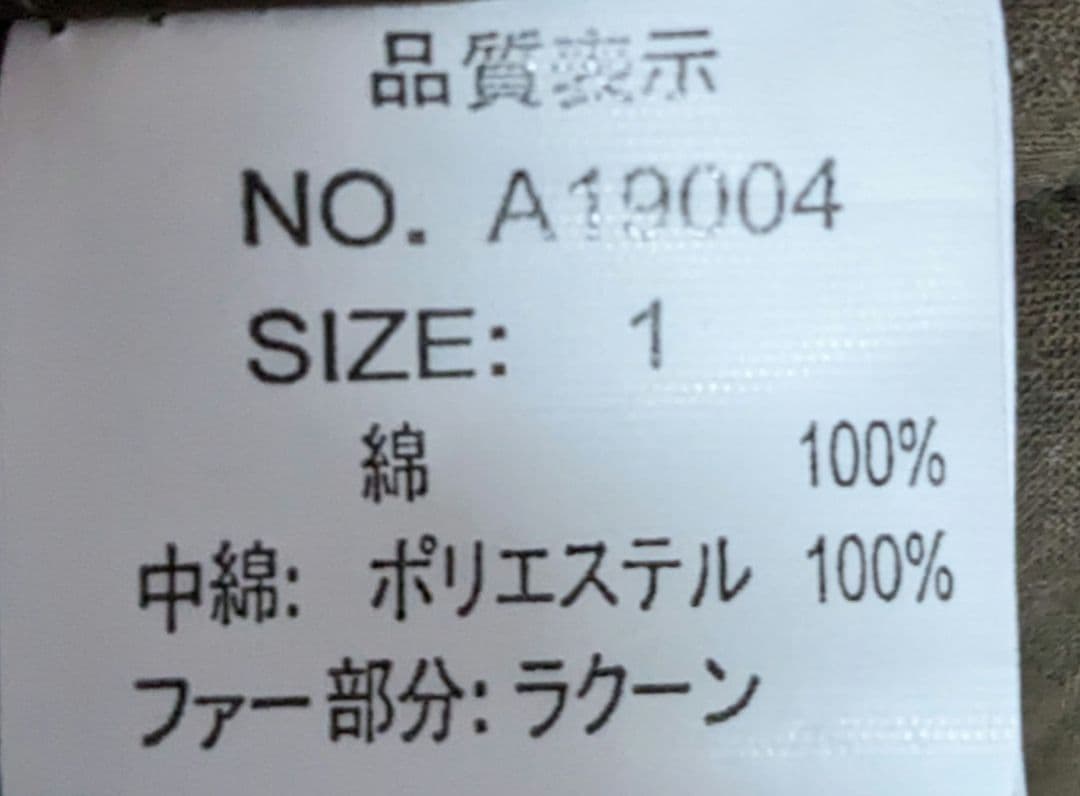 品質表示
NO. A19004
SIZE: 1
綿 100%
中綿: ポリエステル 100%
ファー部分: ラクーン